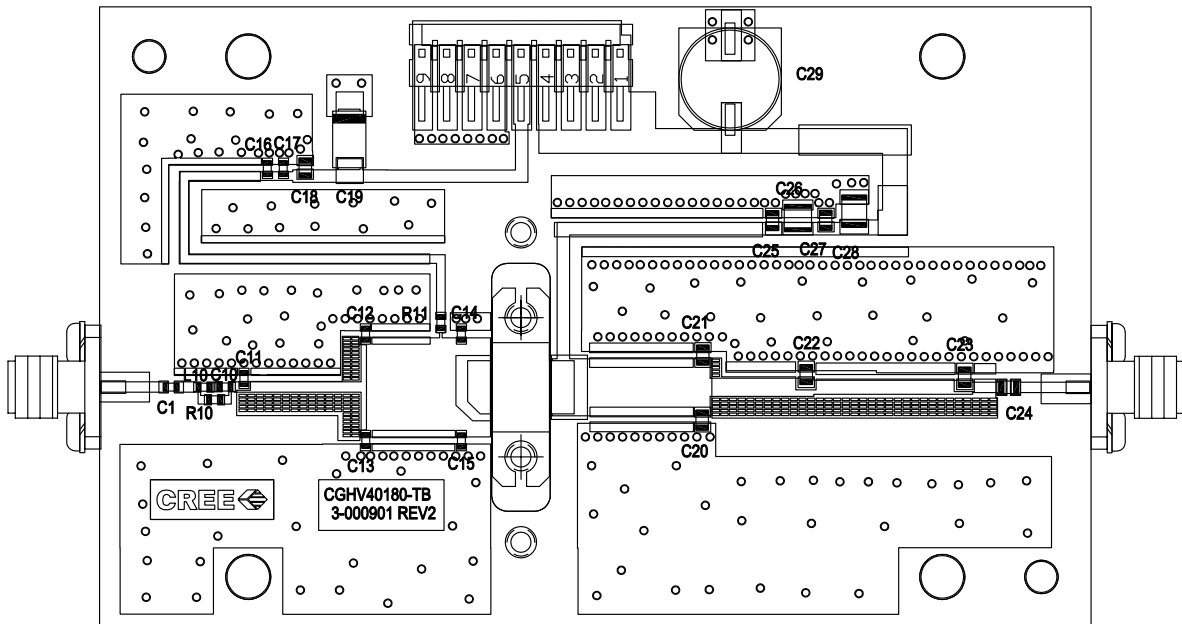 9 8 7 6 5 4 3 2 1
C29
C16 C17
C18 C19
C26
C25 C27 C28
C12 R11 C14
C21
C22 C23
C11
L10 C10
C1
R10
C24
C13 C15
C20
CREE
CGHV40180-TB
3-000901 REV2